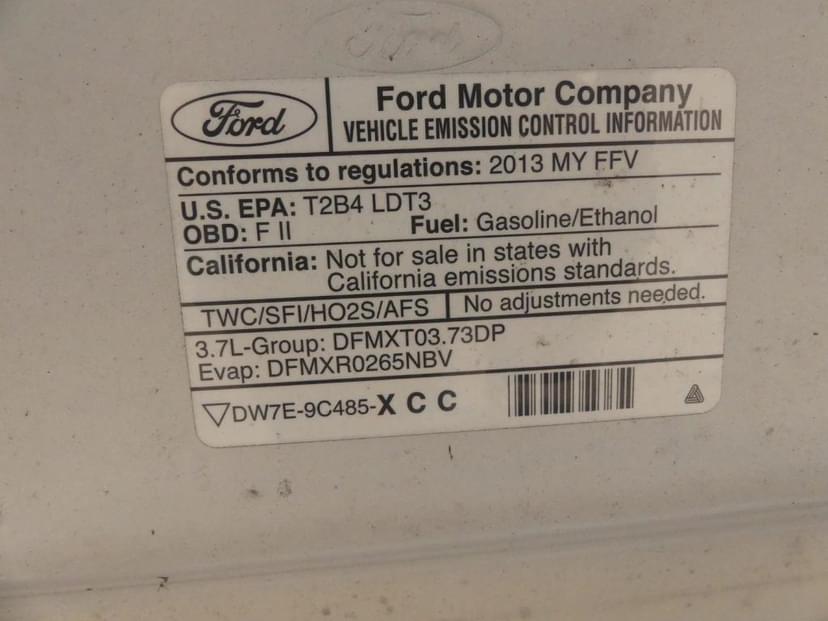 Ford
Ford
Ford Motor Company
VEHICLE EMISSION CONTROL INFORMATION
Conforms to regulations: 2013 MY FFV
U.S. EPA: T2B4 LDT3
OBD: F II Fuel: Gasoline/Ethanol
California: Not for sale in states with
California emissions standards.
TWC/SFI/HO2S/AFS No adjustments needed.
3.7L-Group: DFMXT03.73DP
Evap: DFMXR0265NBV
DW7E-9C485-X C C